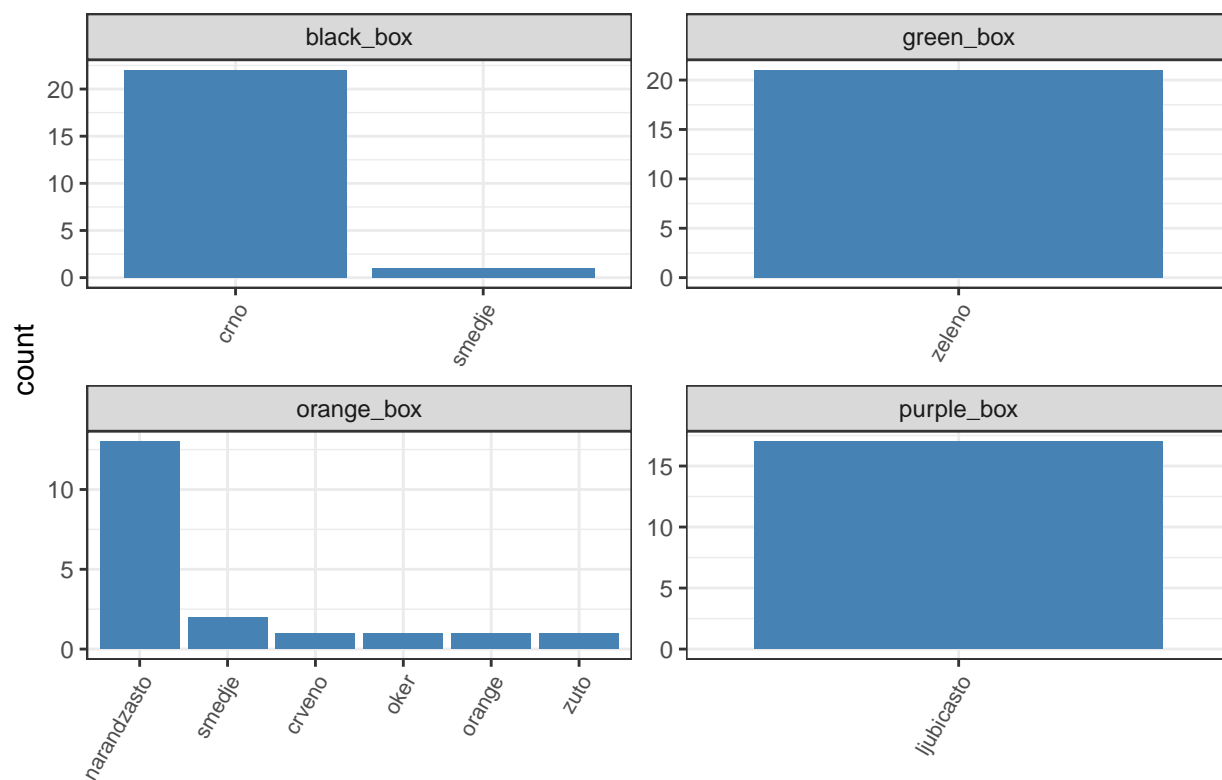 black_box
20
15
10
5
0
crno
smedje
green_box
20
15
10
5
0
zeleno
count
orange_box
10
5
0
narandzasto
smedje
crveno
oker
orange
zuto
purple_box
15
10
5
0
ljubicasto